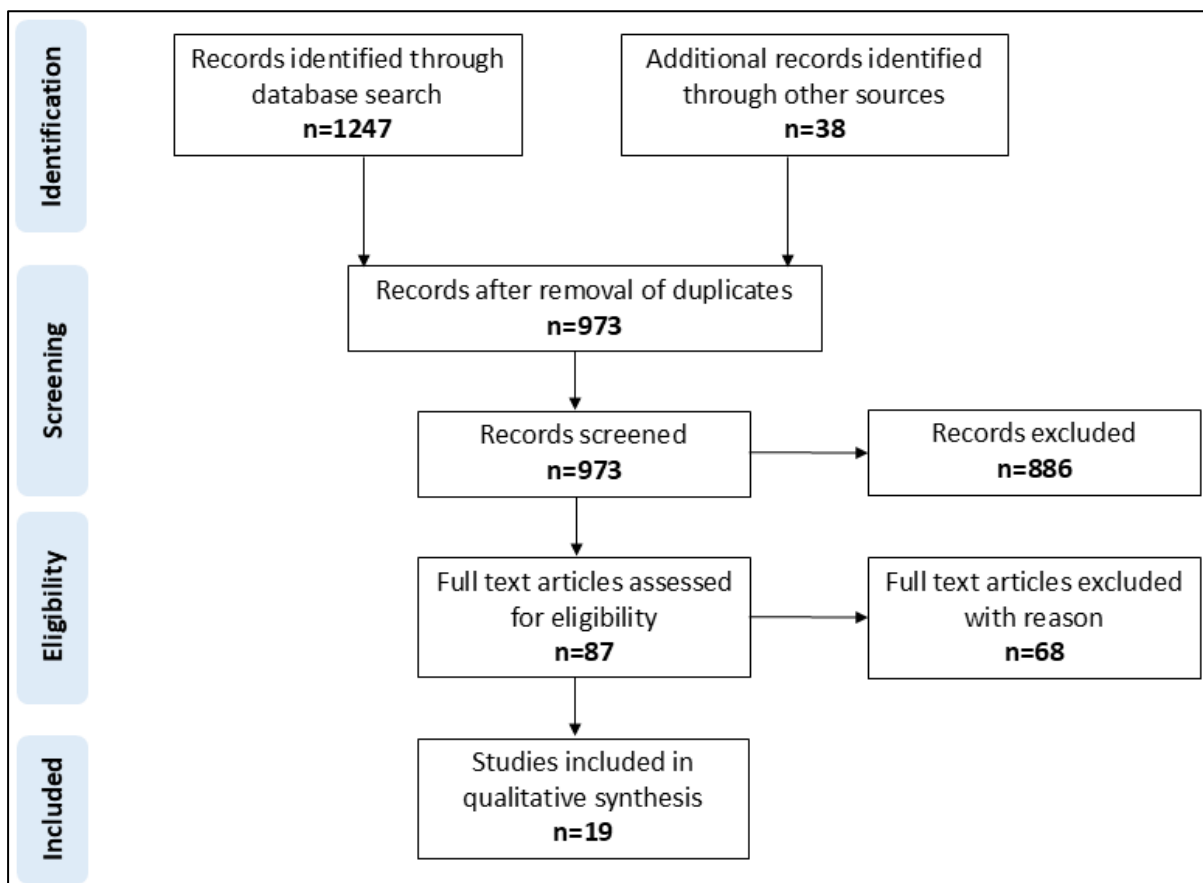 Identification
Records identified through
database search
n=1247
Additional records identified
through other sources
n=38
Screening
Records after removal of duplicates
n=973
Records screened
n=973
Records excluded
n=886
Eligibility
Full text articles assessed
for eligibility
n=87
Full text articles excluded
with reason
n=68
Included
Studies included in
qualitative synthesis
n=19